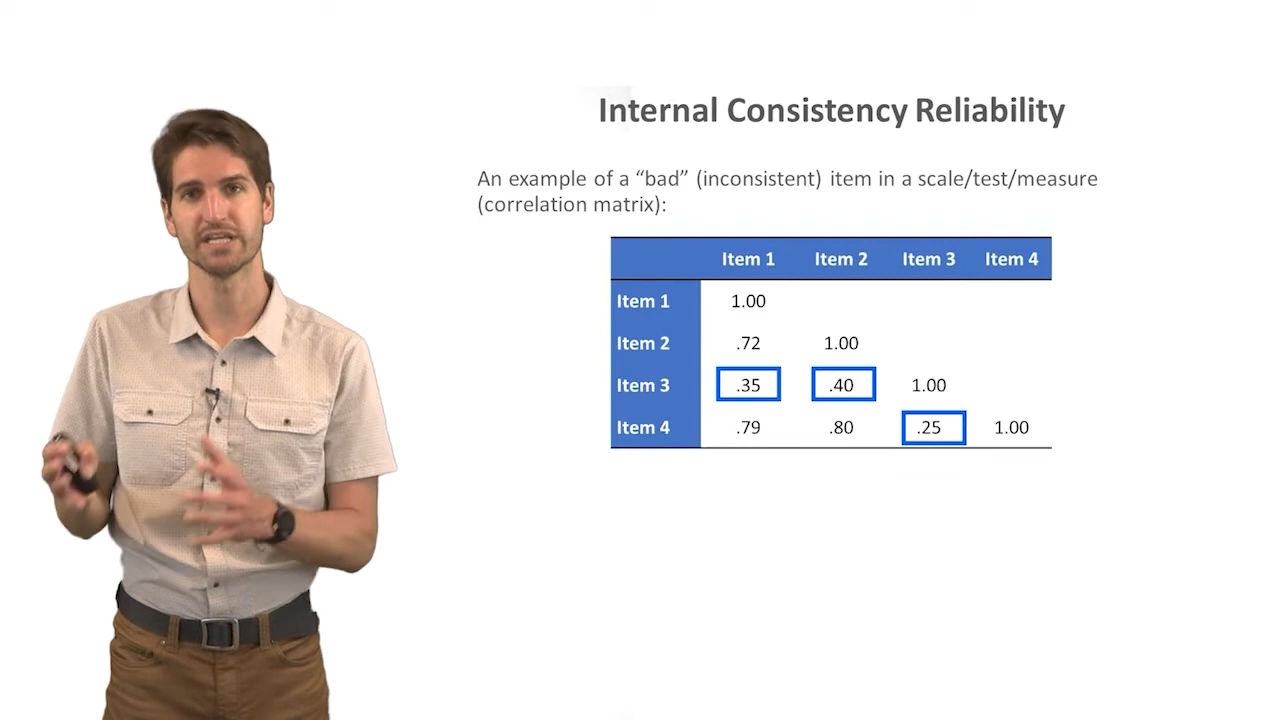 Internal Consistency Reliability
An example of a “bad” (inconsistent) item in a scale/test/measure
(correlation matrix):
Item 1 Item 2 Item 3 Item 4
Item 1 1.00
Item 2 .72 1.00
Item 3 .35 .40 1.00
Item 4 .79 .80 .25 1.00